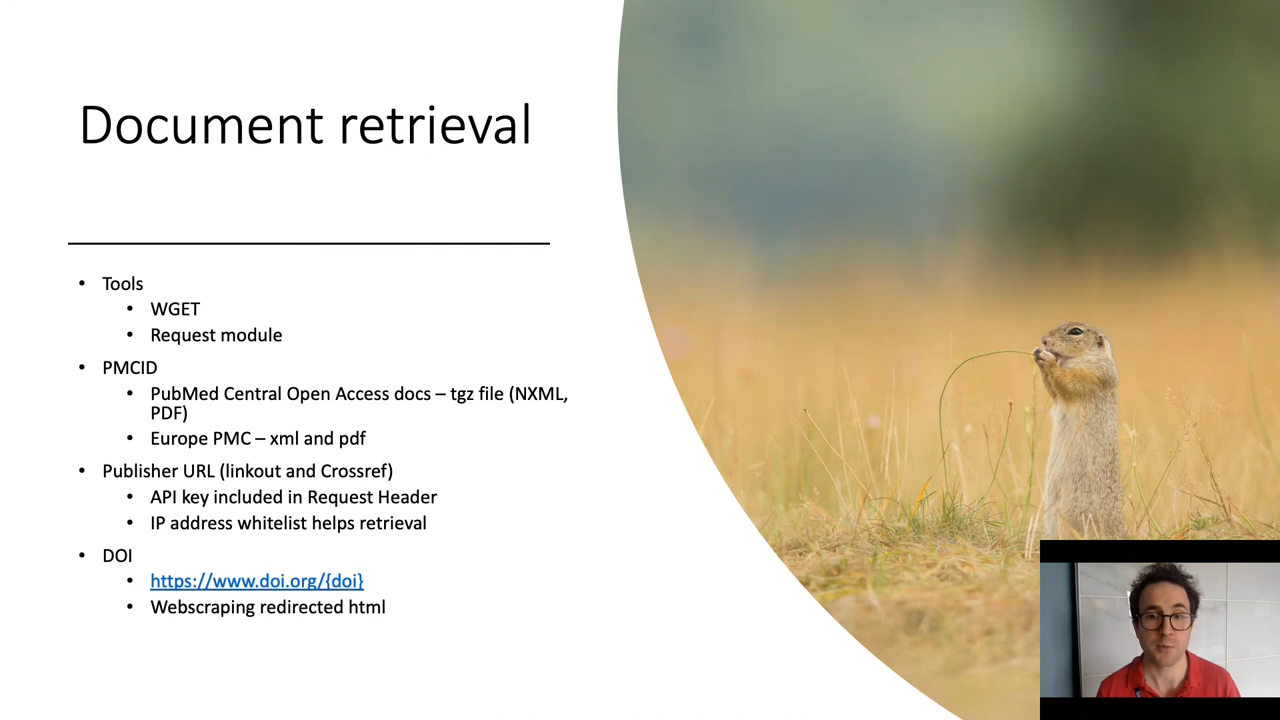 Document retrieval
• Tools
• WGET
• Request module
• PMCID
• PubMed Central Open Access docs – tgz file (NXML,
PDF)
• Europe PMC – xml and pdf
• Publisher URL (linkout and Crossref)
• API key included in Request Header
• IP address whitelist helps retrieval
• DOI
• https://www.doi.org/{doi}
• Webscraping redirected html